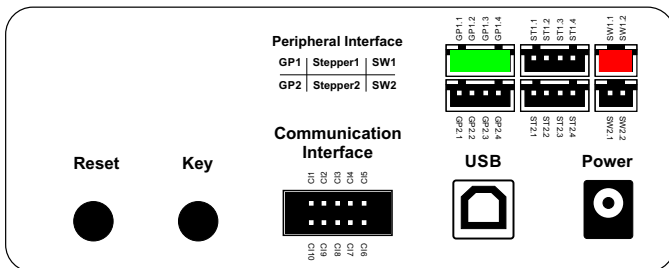 Peripheral Interface
GP1 Stepper1 SW1
GP2 Stepper2 SW2
GP1.1 GP1.2 GP1.3 GP1.4 ST1.1 ST1.2 ST1.3 ST1.4 SW1.1 SW1.2
GP2.1 GP2.2 GP2.3 GP2.4 ST2.1 ST2.2 ST2.3 ST2.4 SW2.1 SW2.2
Communication
Interface
Reset Key USB Power
CI1 CI2 CI3 CI4 CI5
CI10 CI9 CI8 CI7 CI6